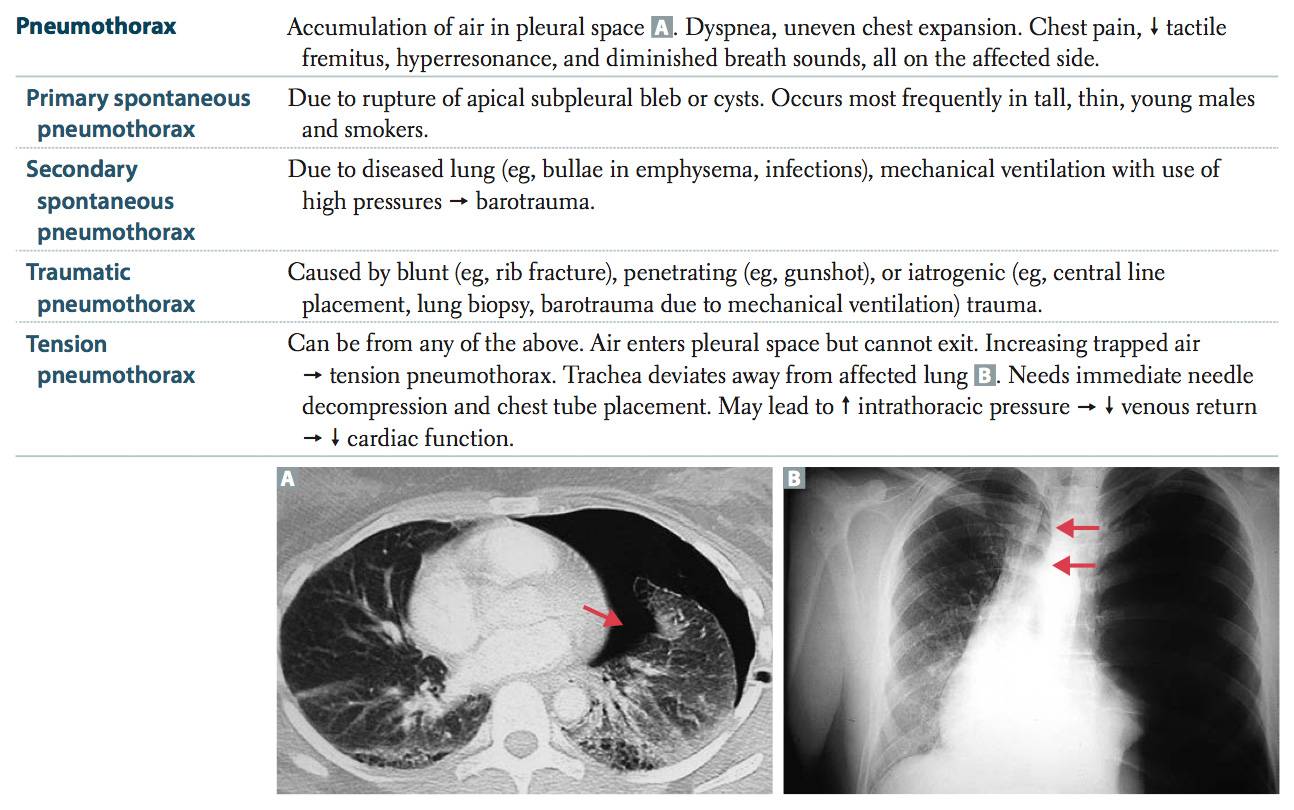 Pneumothorax
Accumulation of air in pleural space A. Dyspnea, uneven chest expansion. Chest pain, ↓ tactile
fremitus, hyperresonance, and diminished breath sounds, all on the affected side.
Primary spontaneous
pneumothorax
Due to rupture of apical subpleural bleb or cysts. Occurs most frequently in tall, thin, young males
and smokers.
Secondary
spontaneous
pneumothorax
Due to diseased lung (eg, bullae in emphysema, infections), mechanical ventilation with use of
high pressures → barotrauma.
Traumatic
pneumothorax
Caused by blunt (eg, rib fracture), penetrating (eg, gunshot), or iatrogenic (eg, central line
placement, lung biopsy, barotrauma due to mechanical ventilation) trauma.
Tension
pneumothorax
Can be from any of the above. Air enters pleural space but cannot exit. Increasing trapped air
→ tension pneumothorax. Trachea deviates away from affected lung B. Needs immediate needle
decompression and chest tube placement. May lead to ↑ intrathoracic pressure → ↓ venous return
→ ↓ cardiac function.
A
B